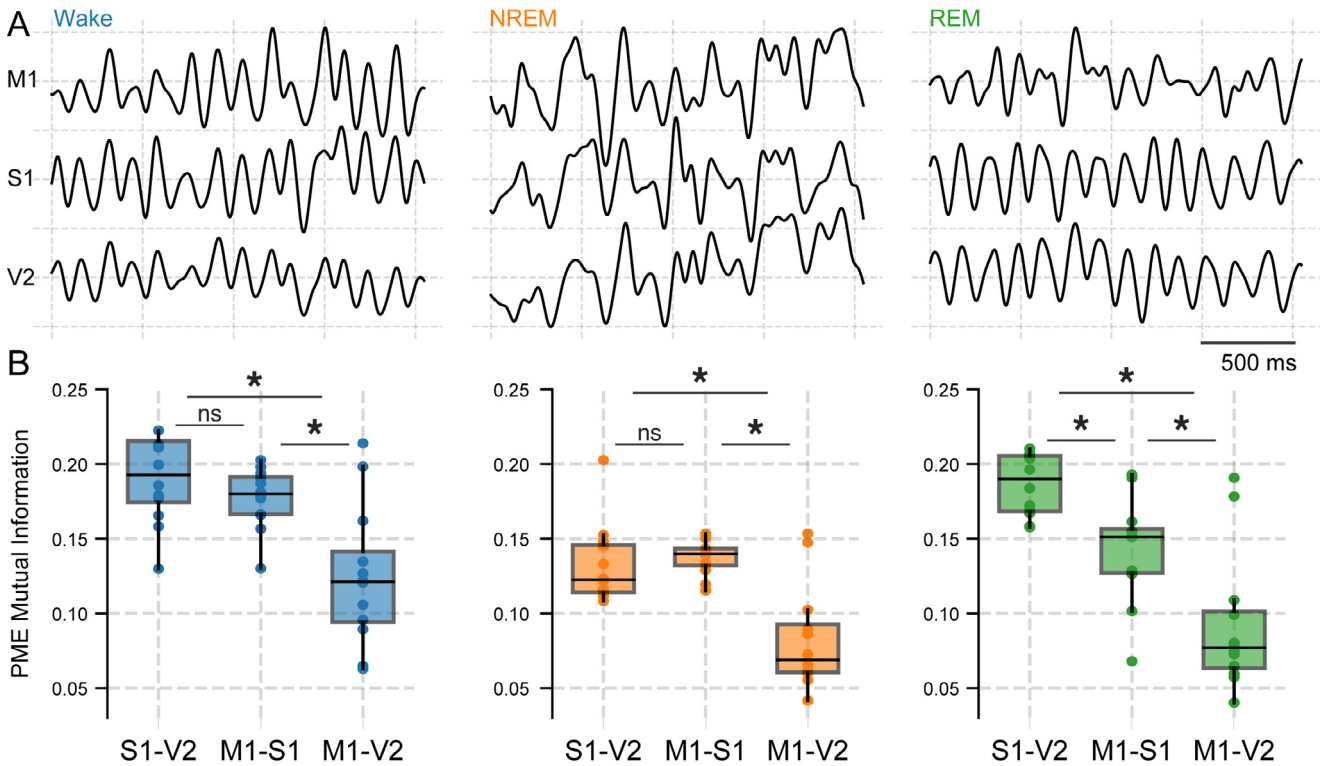 A
Wake
NREM
REM
M1
S1
V2
500 ms
B
PME Mutual Information
0.25
0.20
0.15
0.10
0.05
*
ns
*
S1-V2
M1-S1
M1-V2
0.25
0.20
0.15
0.10
0.05
*
ns
*
S1-V2
M1-S1
M1-V2
0.25
0.20
0.15
0.10
0.05
*
*
*
S1-V2
M1-S1
M1-V2